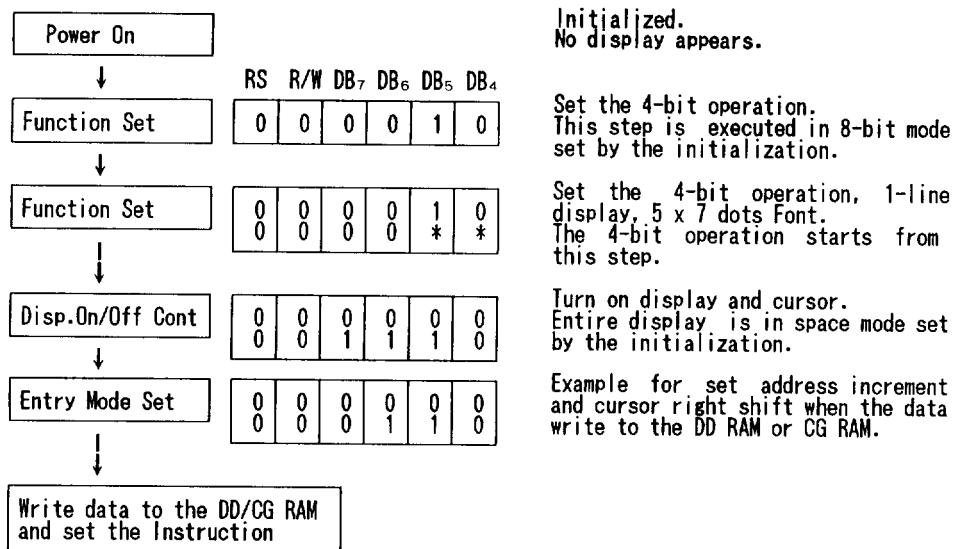 Power On
Initialized.
No display appears.
RS R/W DB₇ DB₆ DB₅ DB₄
Function Set
0 0 0 0 1 0
Set the 4-bit operation.
This step is executed in 8-bit mode
set by the initialization.
Function Set
0 0 0 0 1 0
0 0 0 0 * *
Set the 4-bit operation, 1-line
display, 5 x 7 dots Font.
The 4-bit operation starts from
this step.
Disp.On/Off Cont
0 0 0 0 0 0
0 0 1 1 1 0
Turn on display and cursor.
Entire display is in space mode set
by the initialization.
Entry Mode Set
0 0 0 0 0 0
0 0 0 1 1 0
Example for set address increment
and cursor right shift when the data
write to the DD RAM or CG RAM.
Write data to the DD/CG RAM
and set the Instruction